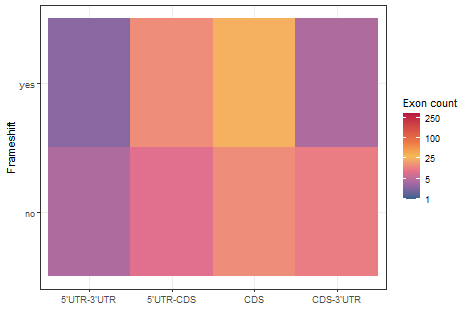 Frameshift
yes
no
5'UTR-3'UTR
5'UTR-CDS
CDS
CDS-3'UTR
Exon count
250
100
25
5
1